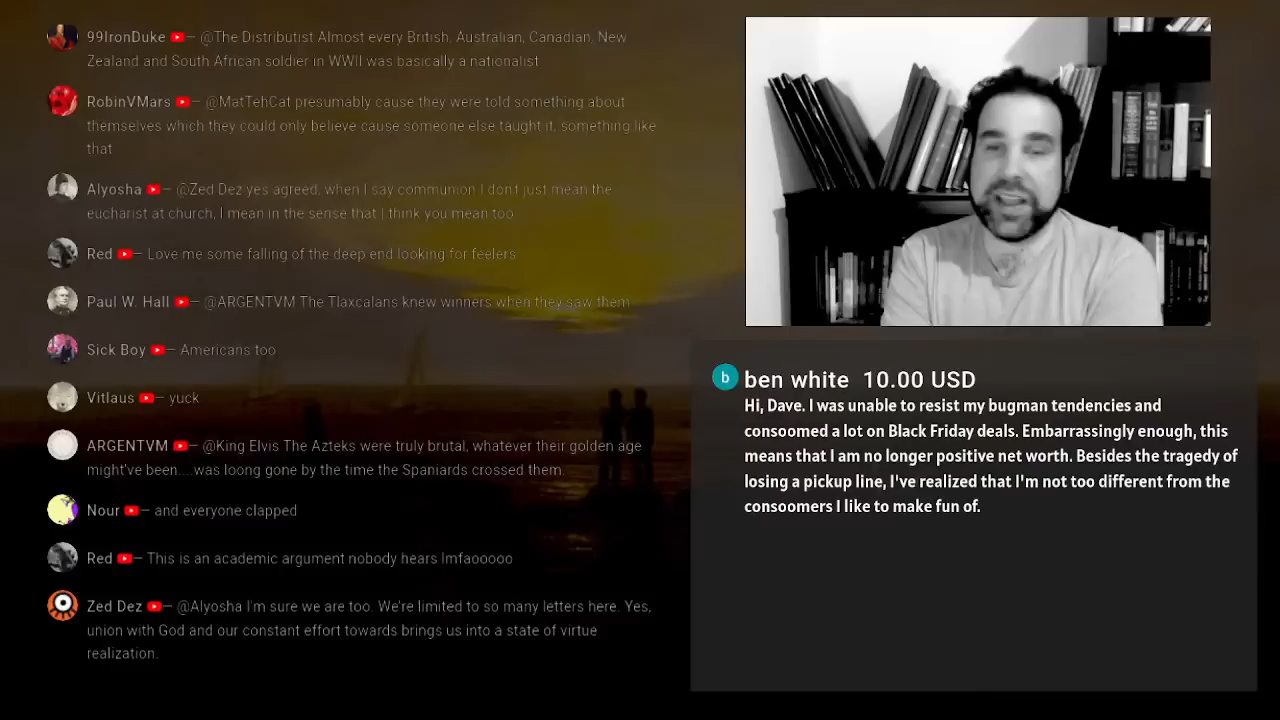 99IronDuke — @The Distributist Almost every British, Australian, Canadian, New
Zealand and South African soldier in WWII was basically a nationalist
RobinVMars — @MatTehCat presumably cause they were told something about
themselves which they could only believe cause someone else taught it. something like
that
Alyosha — @Zed Dez yes agreed, when I say communion I don't just mean the
eucharist at church, I mean in the sense that I think you mean too
Red — Love me some falling of the deep end looking for feelers
Paul W. Hall — @ARGENTVM The Tlaxcalans knew winners when they saw them
Sick Boy — Americans too
Vitlaus — yuck
ARGENTVM — @King Elvis The Azteks were truly brutal, whatever their golden age
might've been....was loong gone by the time the Spaniards crossed them.
Nour — and everyone clapped
Red — This is an academic argument nobody hears lmfaooooo
Zed Dez — @Alyosha I'm sure we are too. We're limited to so many letters here. Yes,
union with God and our constant effort towards brings us into a state of virtue
realization.
b ben white 10.00 USD
Hi, Dave. I was unable to resist my bugman tendencies and
consoomed a lot on Black Friday deals. Embarrassingly enough, this
means that I am no longer positive net worth. Besides the tragedy of
losing a pickup line, I've realized that I'm not too different from the
consoomers I like to make fun of.